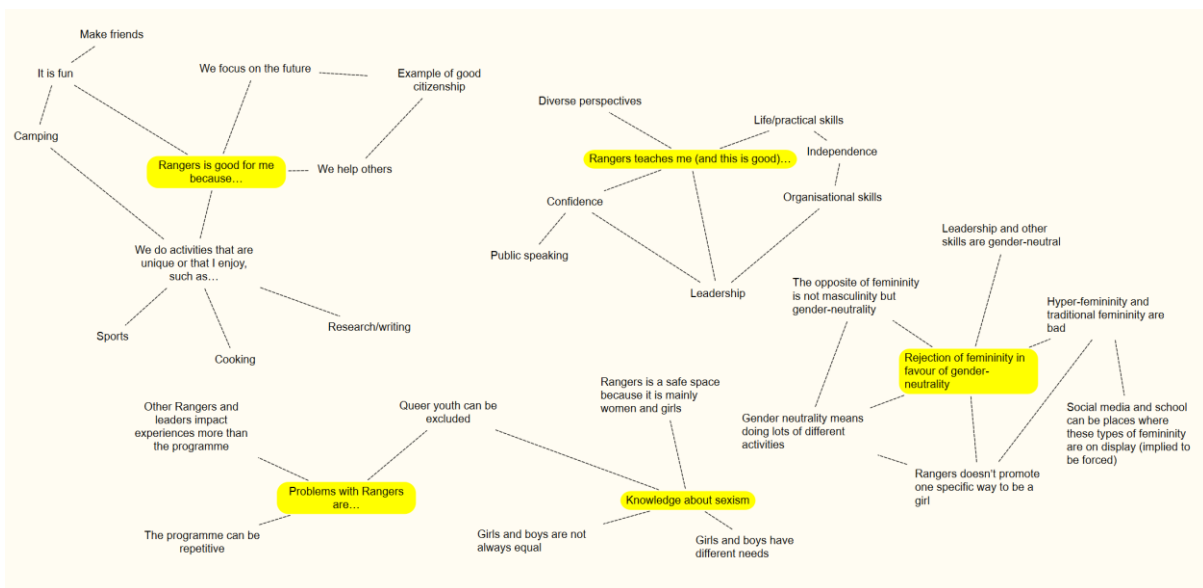 Make friends
It is fun
We focus on the future
Example of good
citizenship
Camping
Rangers is good for me
because…
We help others
We do activities that are
unique or that I enjoy,
such as…
Sports
Cooking
Research/writing
Diverse perspectives
Life/practical skills
Rangers teaches me (and this is good)…
Independence
Confidence
Organisational skills
Public speaking
Leadership
Leadership and other
skills are gender-neutral
The opposite of femininity
is not masculinity but
gender-neutrality
Hyper-femininity and
traditional femininity are
bad
Rejection of femininity in
favour of gender-
neutrality
Gender neutrality means
doing lots of different
activities
Social media and school
can be places where
these types of femininity
are on display (implied to
be forced)
Rangers doesn't promote
one specific way to be a
girl
Other Rangers and
leaders impact
experiences more than
the programme
Queer youth can be
excluded
Rangers is a safe space
because it is mainly
women and girls
Problems with Rangers
are…
Knowledge about sexism
The programme can be
repetitive
Girls and boys are not
always equal
Girls and boys have
different needs